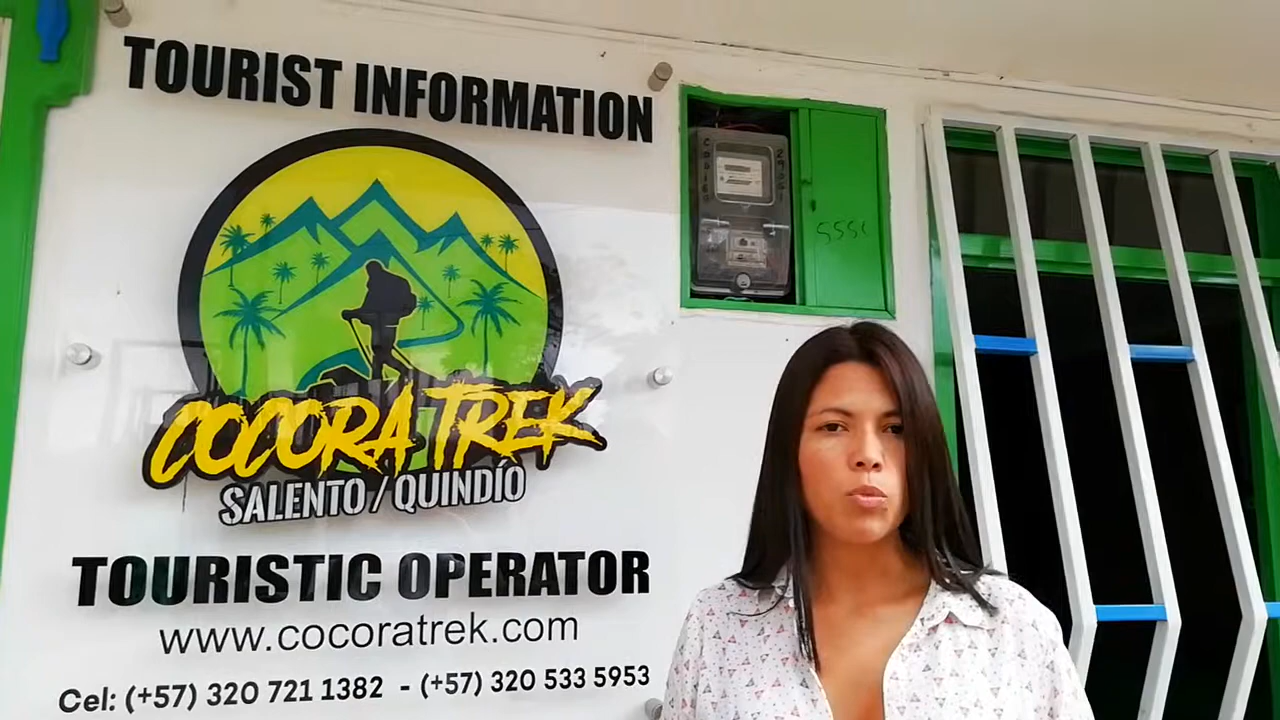 TOURIST INFORMATION
COCORA TREK
SALENTO / QUINDÍO
TOURISTIC OPERATOR
www.cocoratrek.com
Cel: (+57) 320 721 1382 - (+57) 320 533 5953